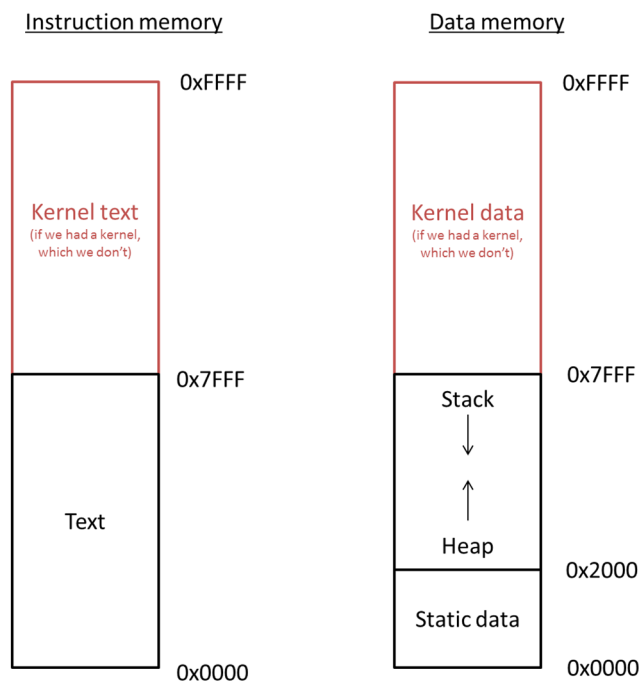 Instruction memory
0xFFFF
Kernel text
(if we had a kernel,
which we don't)
0x7FFF
Text
0x0000
Data memory
0xFFFF
Kernel data
(if we had a kernel,
which we don't)
0x7FFF
Stack
Heap
0x2000
Static data
0x0000